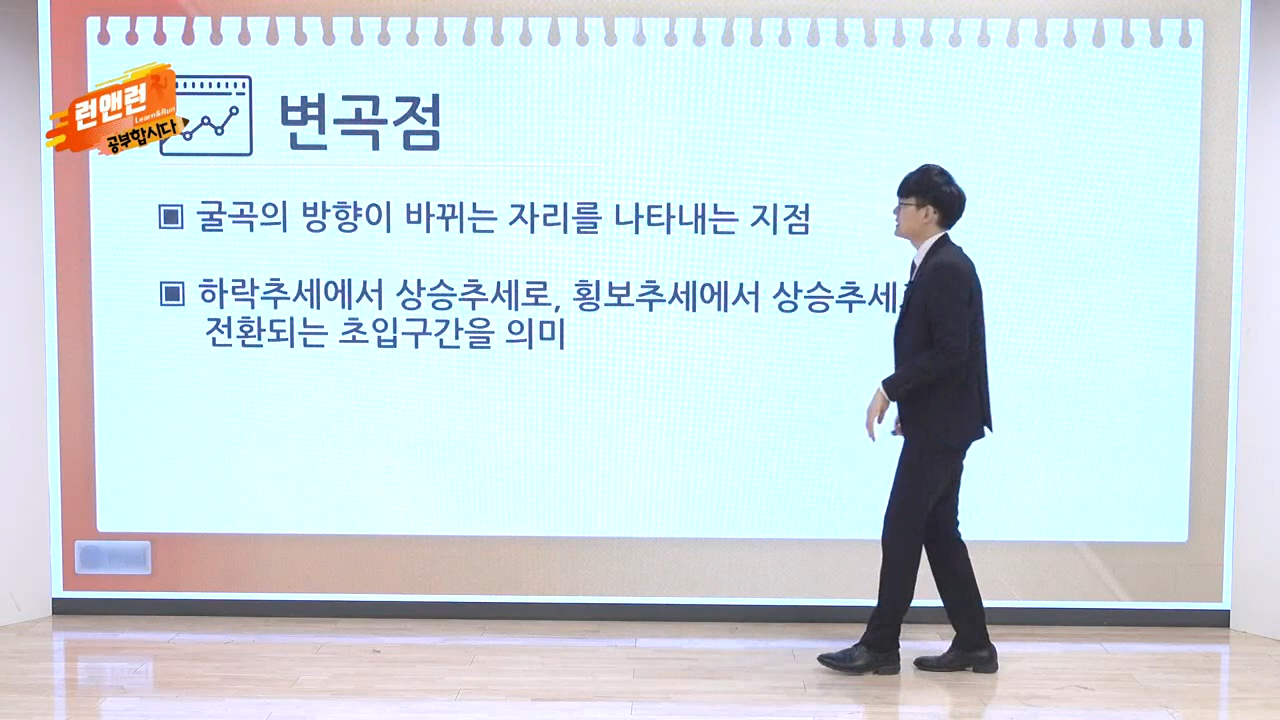 런앤런
Learn&Run
공부합시다
변곡점
▣ 굴곡의 방향이 바뀌는 자리를 나타내는 지점
▣ 하락추세에서 상승추세로, 횡보추세에서 상승추세
전환되는 초입구간을 의미